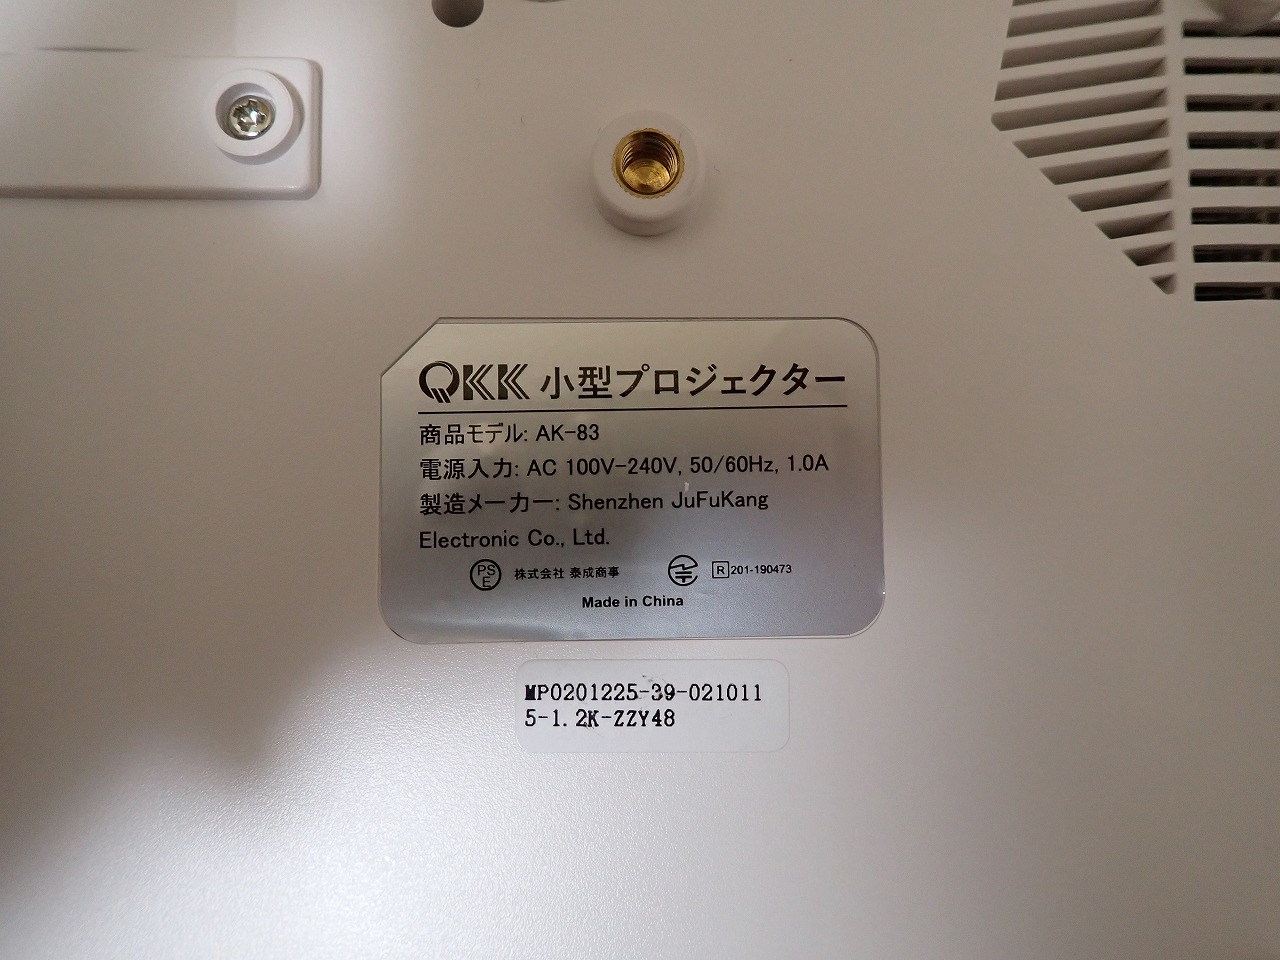 QKK 小型プロジェクター
商品モデル: AK-83
電源入力: AC 100V-240V, 50/60Hz, 1.0A
製造メーカー: Shenzhen JuFuKang
Electronic Co., Ltd.
PSE 株式会社 泰成商事 R 201-190473
Made in China
MP0201225-39-021011
5-1.2K-ZZY48